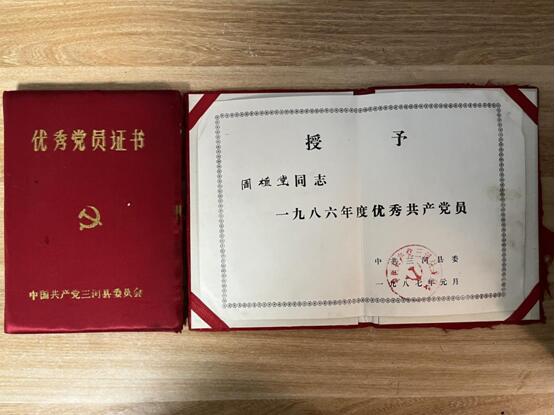 优秀党员证书
中国共产党三河县委员会
授 予
周烜堂同志
一九八六年度优秀共产党员
中共三河县委
一九八七年元月